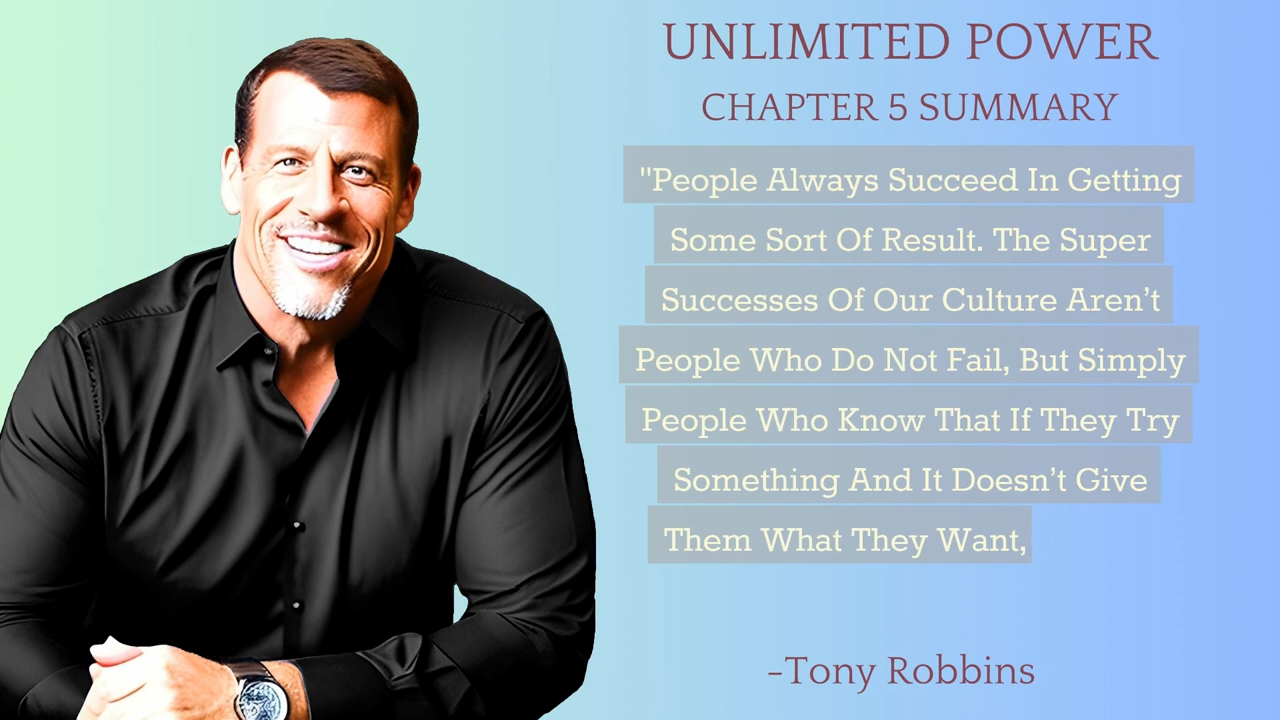 UNLIMITED POWER
CHAPTER 5 SUMMARY
"People Always Succeed In Getting
Some Sort Of Result. The Super
Successes Of Our Culture Aren’t
People Who Do Not Fail, But Simply
People Who Know That If They Try
Something And It Doesn’t Give
Them What They Want,
-Tony Robbins